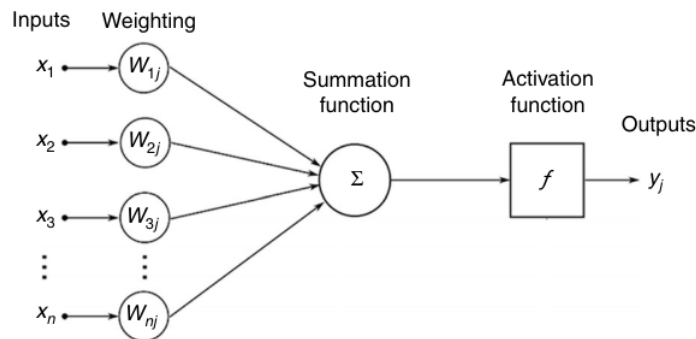 Inputs Weighting
x1 W1j
Summation function
Activation function
Outputs
x2 W2j
Σ f yj
x3 W3j
⋮ ⋮
xn Wnj